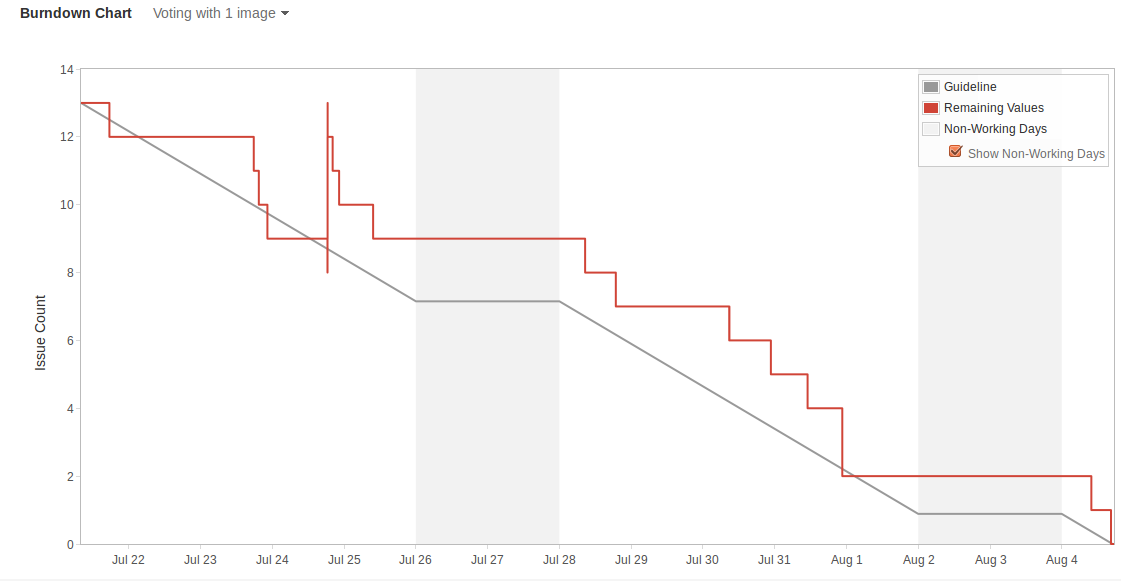 Burndown Chart Voting with 1 image
14
Guideline
Remaining Values
Non-Working Days
Show Non-Working Days
12
10
8
6
4
2
0
Issue Count
Jul 22 Jul 23 Jul 24 Jul 25 Jul 26 Jul 27 Jul 28 Jul 29 Jul 30 Jul 31 Aug 1 Aug 2 Aug 3 Aug 4